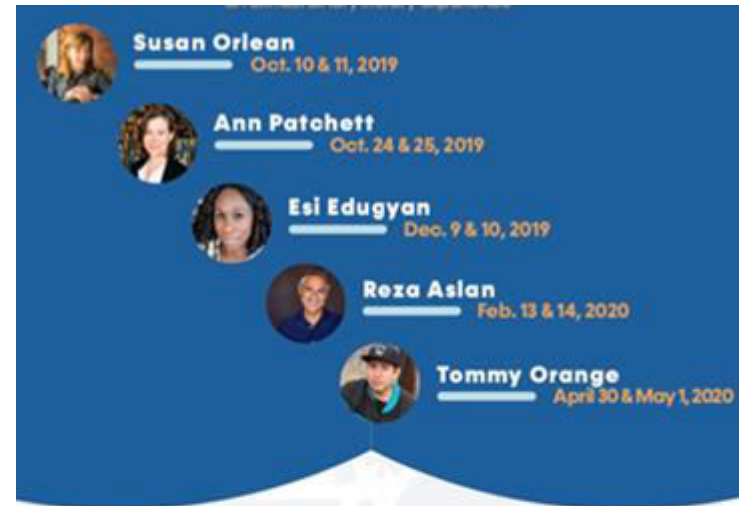 Susan Orlean
Oct. 10 & 11, 2019
Ann Patchett
Oct. 24 & 25, 2019
Esi Edugyan
Dec. 9 & 10, 2019
Reza Aslan
Feb. 13 & 14, 2020
Tommy Orange
April 30 & May 1, 2020